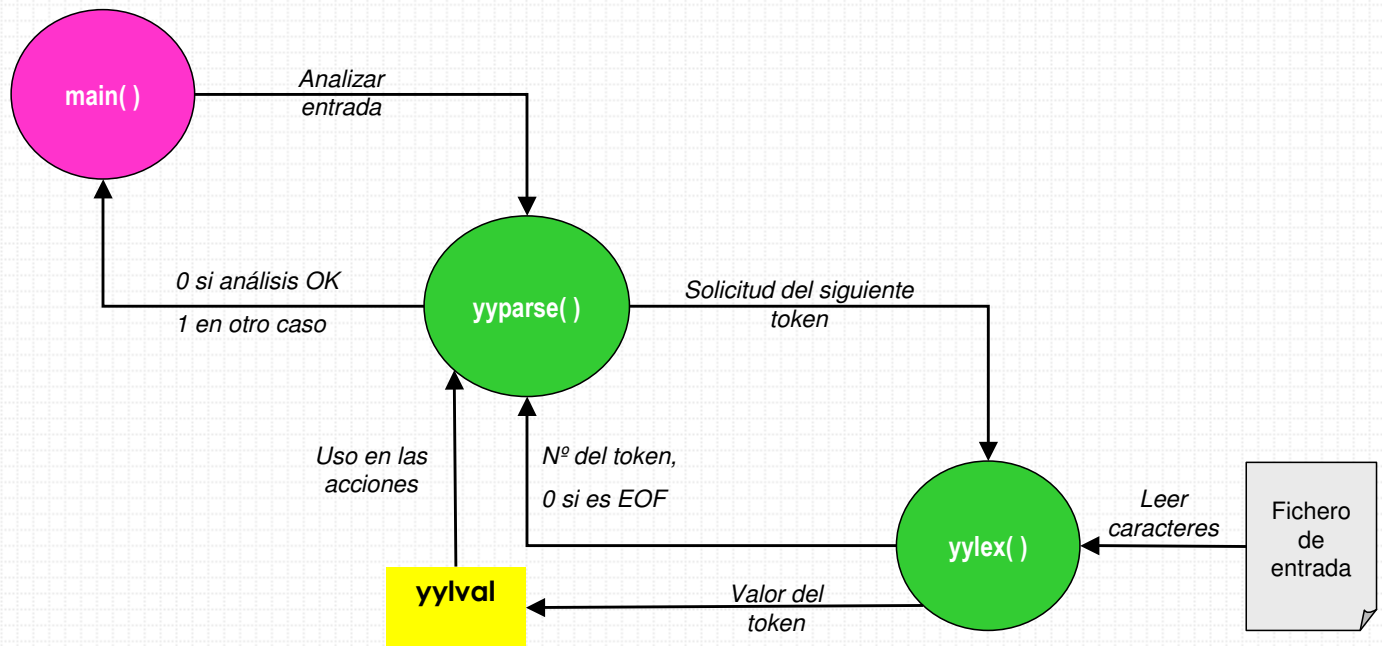 main( )
Analizar
entrada
0 si análisis OK
1 en otro caso
yyparse( )
Solicitud del siguiente
token
Uso en las
acciones
Nº del token,
0 si es EOF
yylex( )
Leer
caracteres
Fichero
de
entrada
yylval
Valor del
token